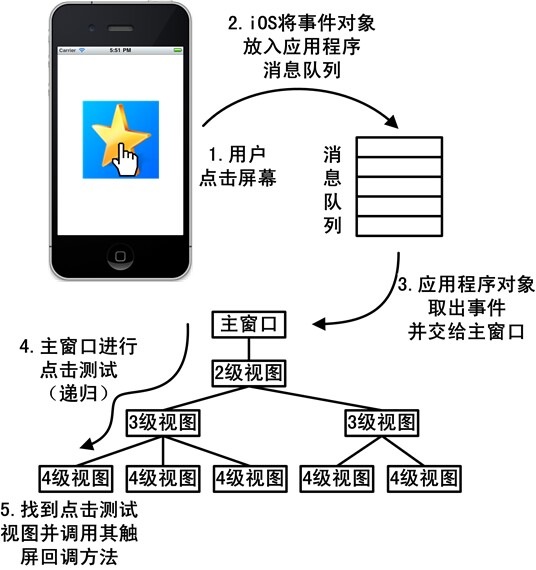 Carrier
5:51 PM
2.iOS将事件对象
放入应用程序
消息队列
1.用户
点击屏幕
消
息
队
列
3.应用程序对象
取出事件
并交给主窗口
主窗口
4.主窗口进行
点击测试
（递归）
2级视图
3级视图
3级视图
4级视图
4级视图
4级视图
4级视图
4级视图
5.找到点击测试
视图并调用其触
屏回调方法